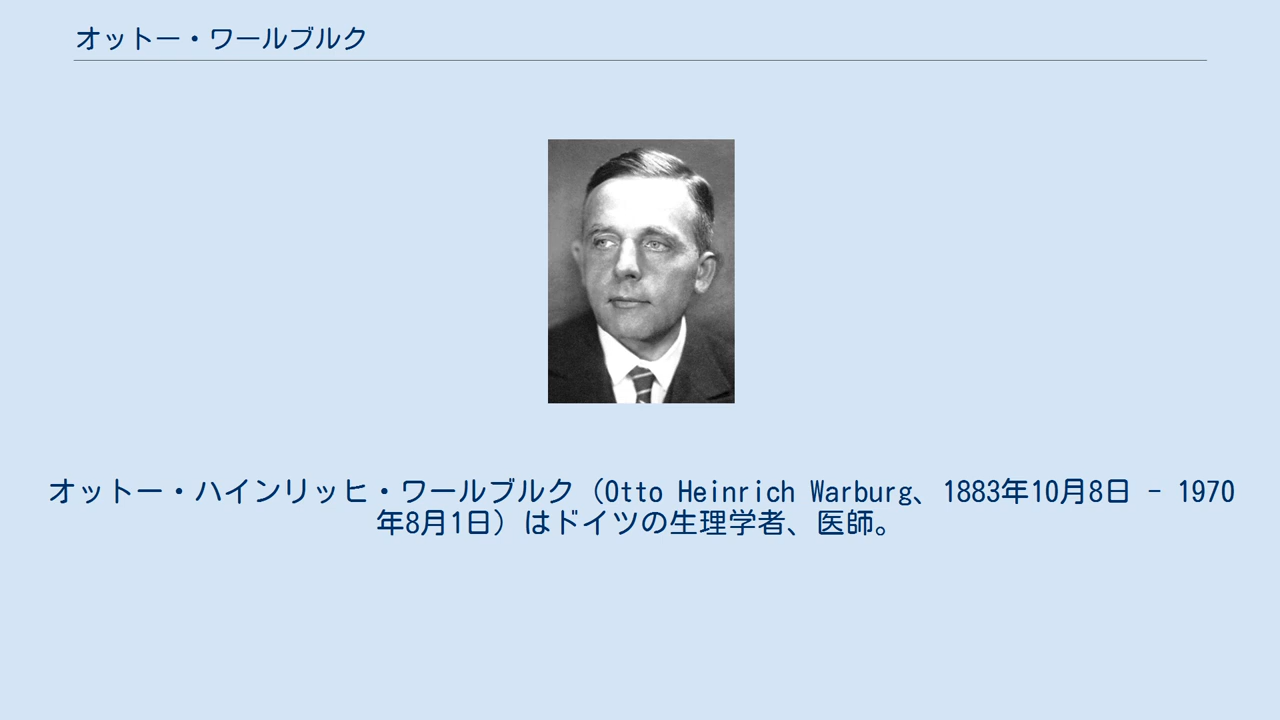 オットー・ワールブルク
オットー・ハインリッヒ・ワールブルク（Otto Heinrich Warburg、1883年10月8日 - 1970
年8月1日）はドイツの生理学者、医師。